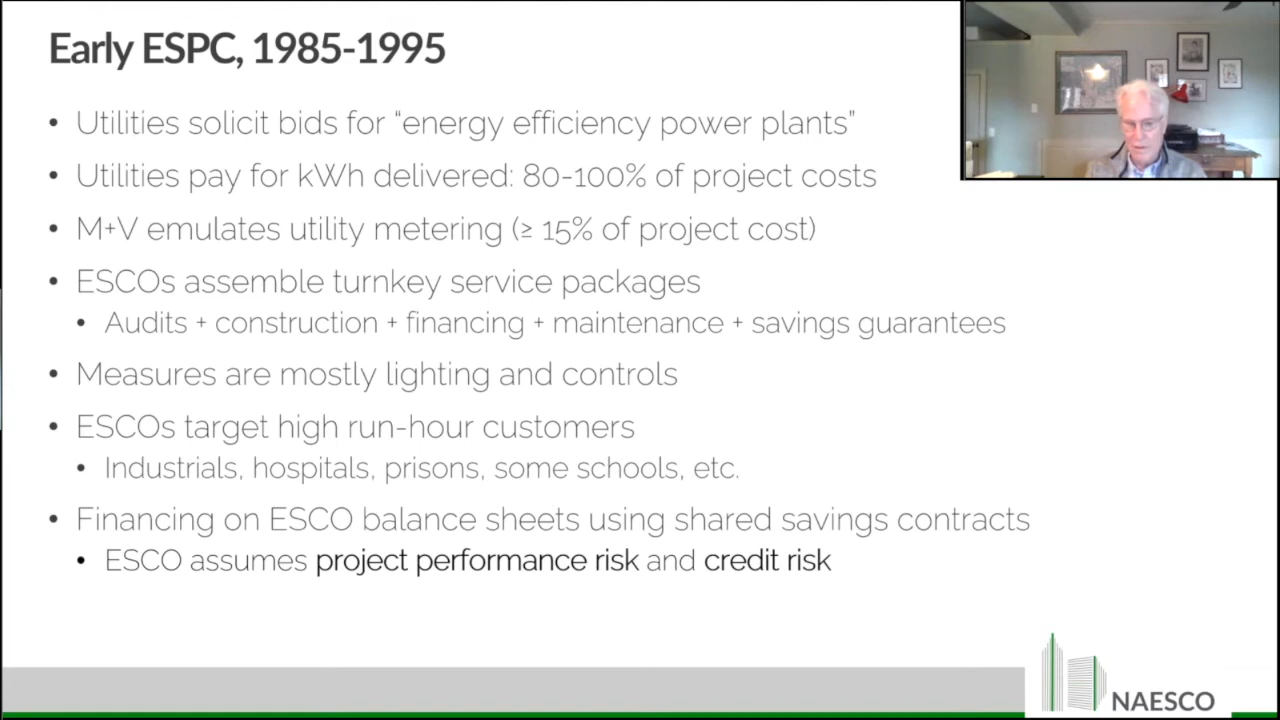 Early ESPC, 1985-1995
• Utilities solicit bids for “energy efficiency power plants”
• Utilities pay for kWh delivered: 80-100% of project costs
• M+V emulates utility metering (≥ 15% of project cost)
• ESCOs assemble turnkey service packages
• Audits + construction + financing + maintenance + savings guarantees
• Measures are mostly lighting and controls
• ESCOs target high run-hour customers
• Industrials, hospitals, prisons, some schools, etc.
• Financing on ESCO balance sheets using shared savings contracts
• ESCO assumes project performance risk and credit risk
NAESCO